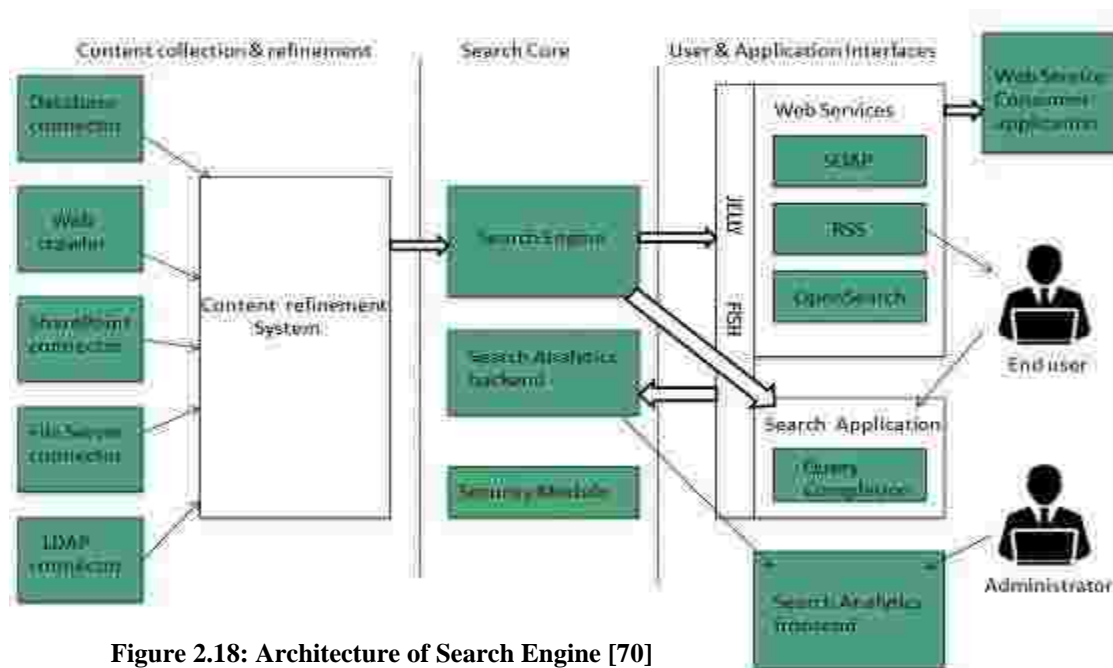 Content collection & refinement
Search Core
User & Application Interfaces
Database
connector
Web
crawler
SharePoint
connector
File Server
connector
LDAP
connector
Content refinement
System
Search Engine
Search Analytics
backend
Security Module
JELLY
FISH
Web Services
SOAP
RSS
OpenSearch
Search Application
Query
Completion
Web Service
Consumer
application
End user
Administrator
Search Analytics
frontend
Figure 2.18: Architecture of Search Engine [70]